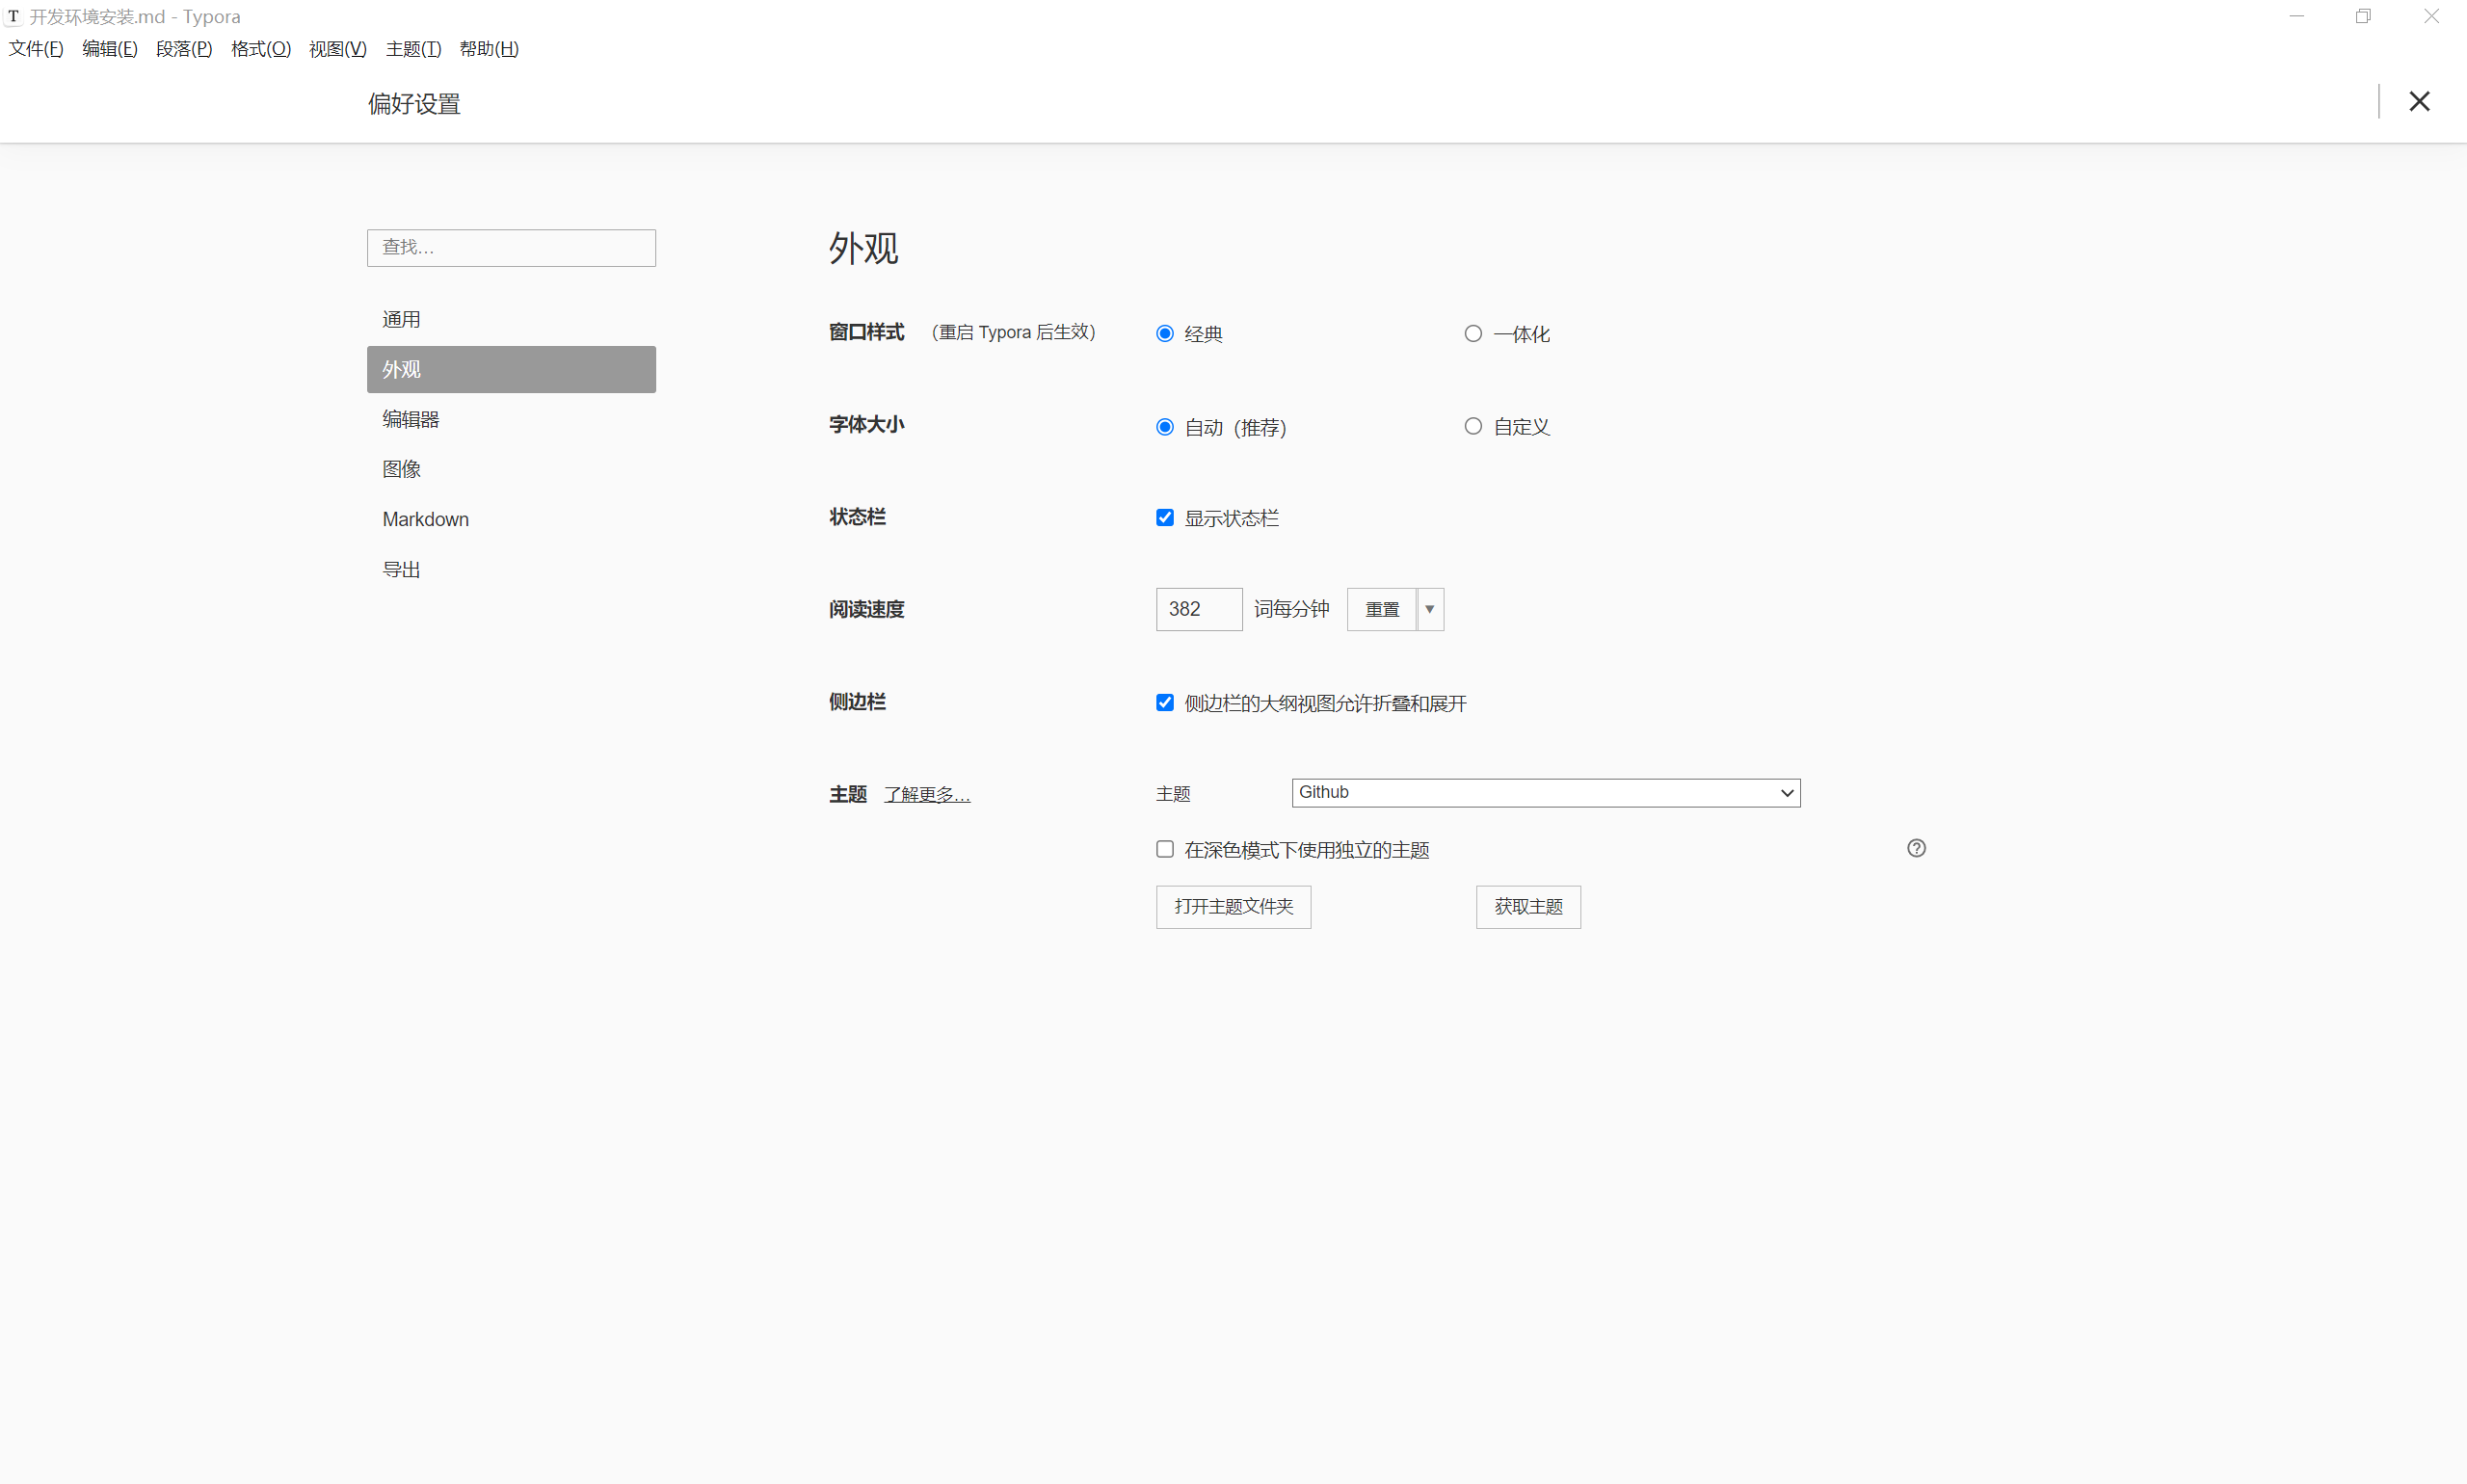 T 开发环境安装.md - Typora
文件(F) 编辑(E) 段落(P) 格式(O) 视图(V) 主题(T) 帮助(H)
偏好设置
查找...
通用
外观
编辑器
图像
Markdown
导出
外观
窗口样式 （重启 Typora 后生效） 经典 一体化
字体大小 自动（推荐） 自定义
状态栏 显示状态栏
阅读速度 382 词每分钟 重置
侧边栏 侧边栏的大纲视图允许折叠和展开
主题 了解更多... 主题 Github
在深色模式下使用独立的主题
打开主题文件夹 获取主题